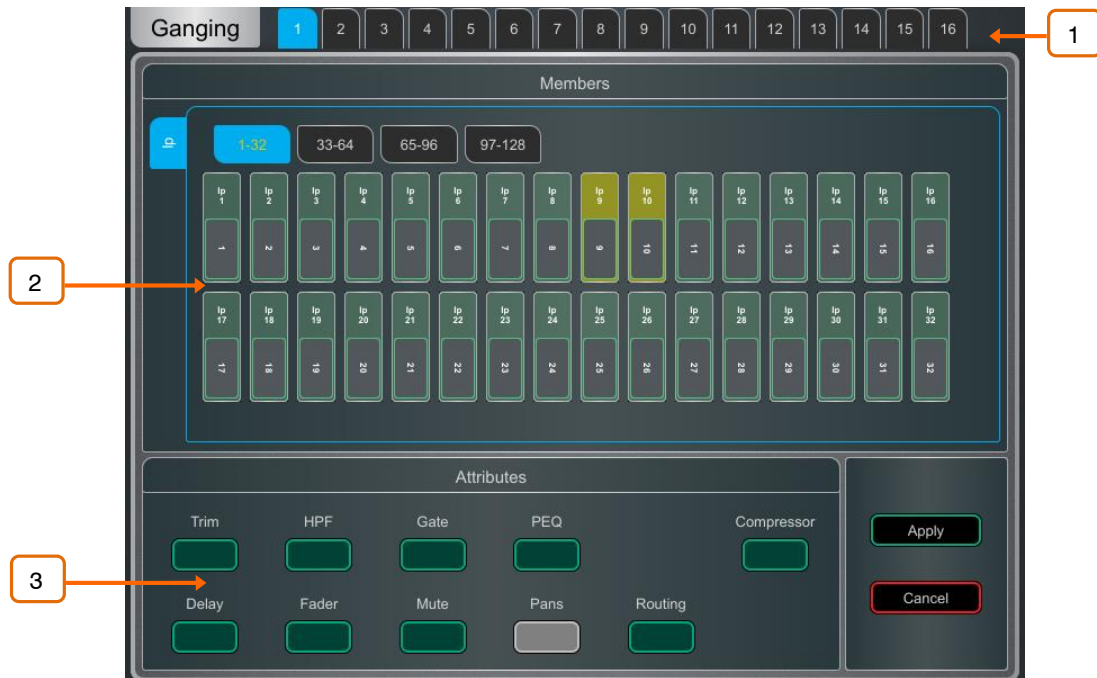 Ganging 1 2 3 4 5 6 7 8 9 10 11 12 13 14 15 16
1
Members
Ip
1-32 33-64 65-96 97-128
Ip 1 Ip 2 Ip 3 Ip 4 Ip 5 Ip 6 Ip 7 Ip 8 Ip 9 Ip 10 Ip 11 Ip 12 Ip 13 Ip 14 Ip 15 Ip 16
1 2 3 4 5 6 7 8 9 10 11 12 13 14 15 16
2
Ip 17 Ip 18 Ip 19 Ip 20 Ip 21 Ip 22 Ip 23 Ip 24 Ip 25 Ip 26 Ip 27 Ip 28 Ip 29 Ip 30 Ip 31 Ip 32
17 18 19 20 21 22 23 24 25 26 27 28 29 30 31 32
Attributes
Trim HPF Gate PEQ Compressor
Apply
3
Delay Fader Mute Pans Routing
Cancel